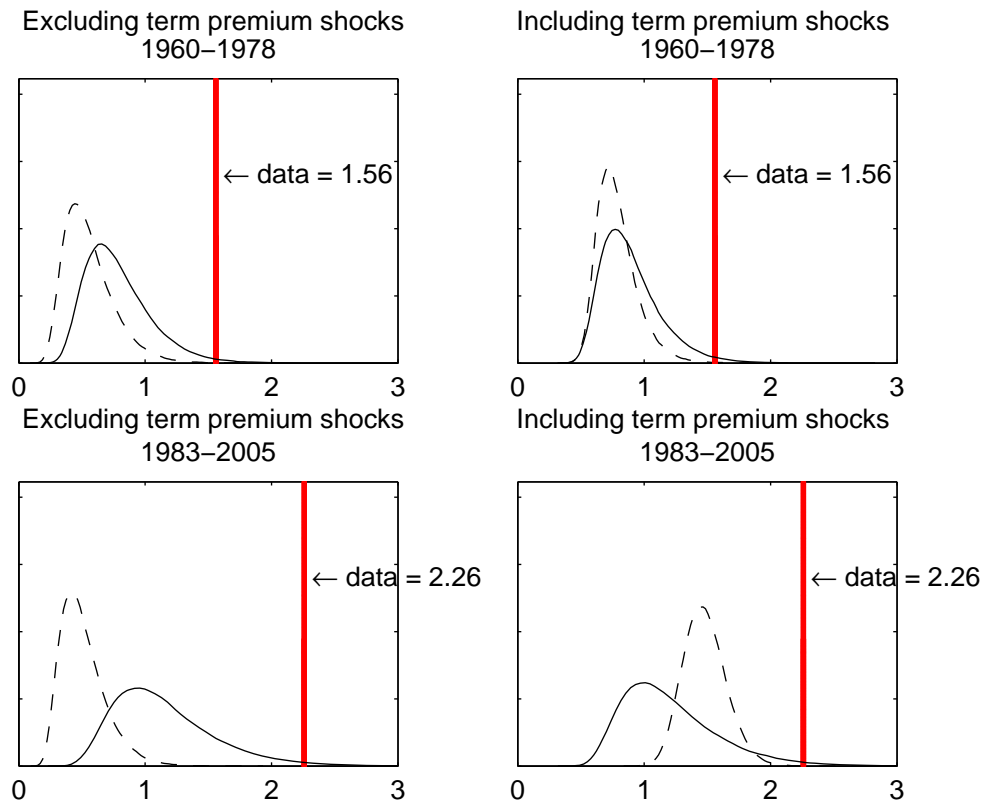 Excluding term premium shocks
1960−1978
← data = 1.56
0 1 2 3
Including term premium shocks
1960−1978
← data = 1.56
0 1 2 3
Excluding term premium shocks
1983−2005
← data = 2.26
0 1 2 3
Including term premium shocks
1983−2005
← data = 2.26
0 1 2 3